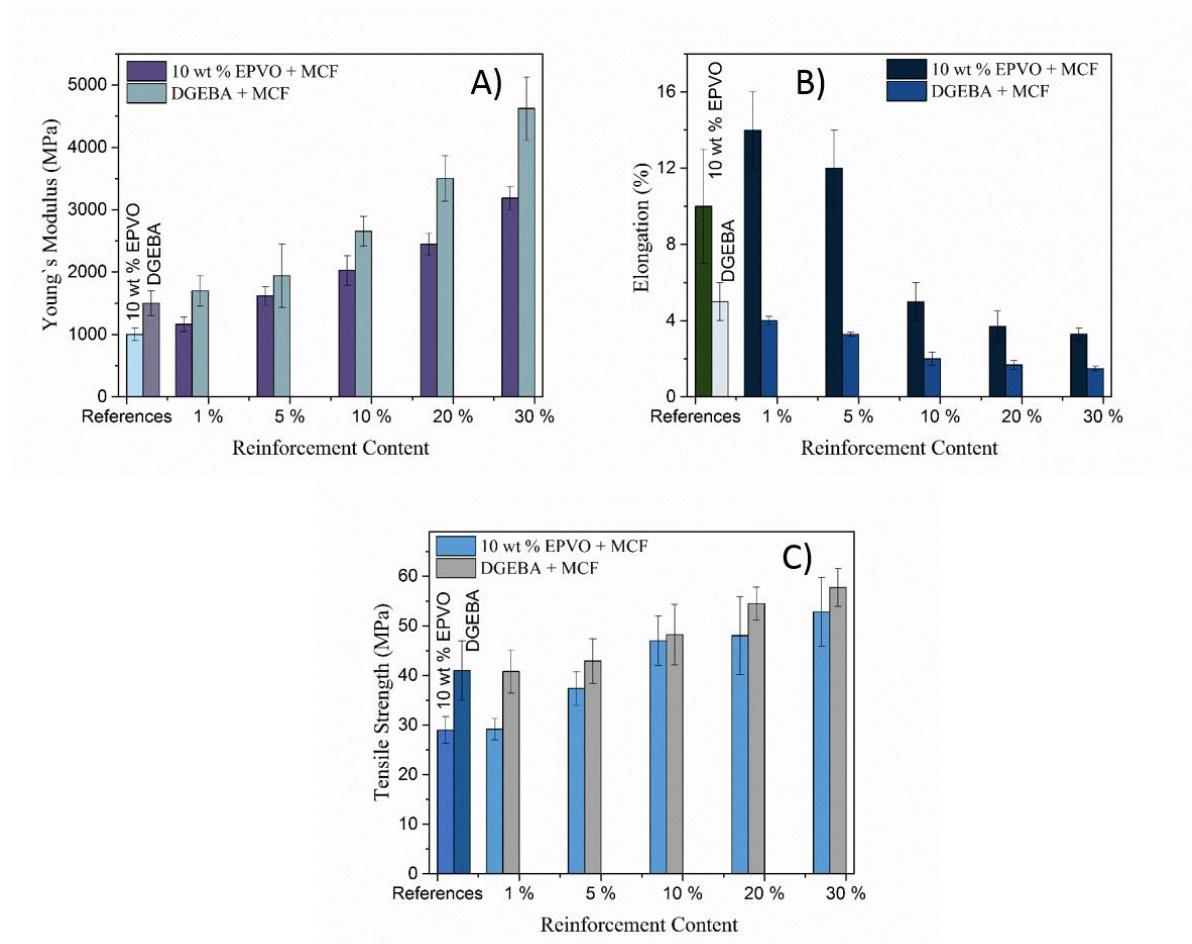 10 wt % EPVO + MCF
DGEBA + MCF
A)
5000
4000
3000
2000
1000
0
Young`s Modulus (MPa)
10 wt % EPVO
DGEBA
References 1 % 5 % 10 % 20 % 30 %
Reinforcement Content
10 wt % EPVO + MCF
DGEBA + MCF
B)
16
12
8
4
0
Elongation (%)
10 wt % EPVO
DGEBA
References 1 % 5 % 10 % 20 % 30 %
Reinforcement Content
10 wt % EPVO + MCF
DGEBA + MCF
C)
60
50
40
30
20
10
0
Tensile Strength (MPa)
10 wt % EPVO
DGEBA
References 1 % 5 % 10 % 20 % 30 %
Reinforcement Content